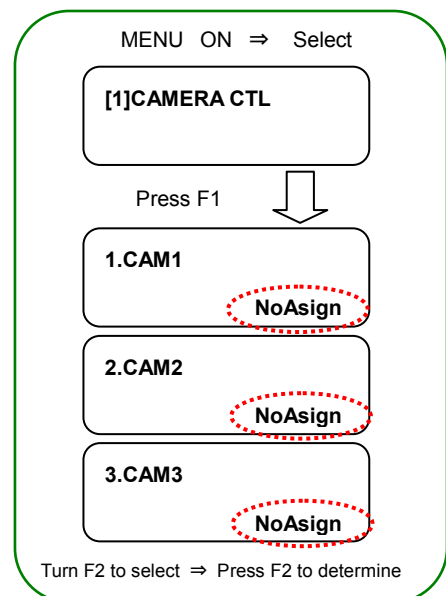 MENU ON ⇒ Select
[1]CAMERA CTL
Press F1
1.CAM1
NoAsign
2.CAM2
NoAsign
3.CAM3
NoAsign
Turn F2 to select ⇒ Press F2 to determine